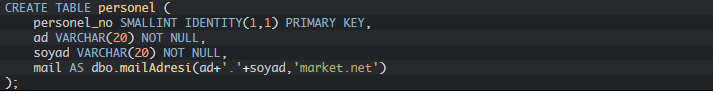 CREATE TABLE personel (
personel_no SMALLINT IDENTITY(1,1) PRIMARY KEY,
ad VARCHAR(20) NOT NULL,
soyad VARCHAR(20) NOT NULL,
mail AS dbo.mailAdresi(ad+'.'+soyad,'market.net')
);